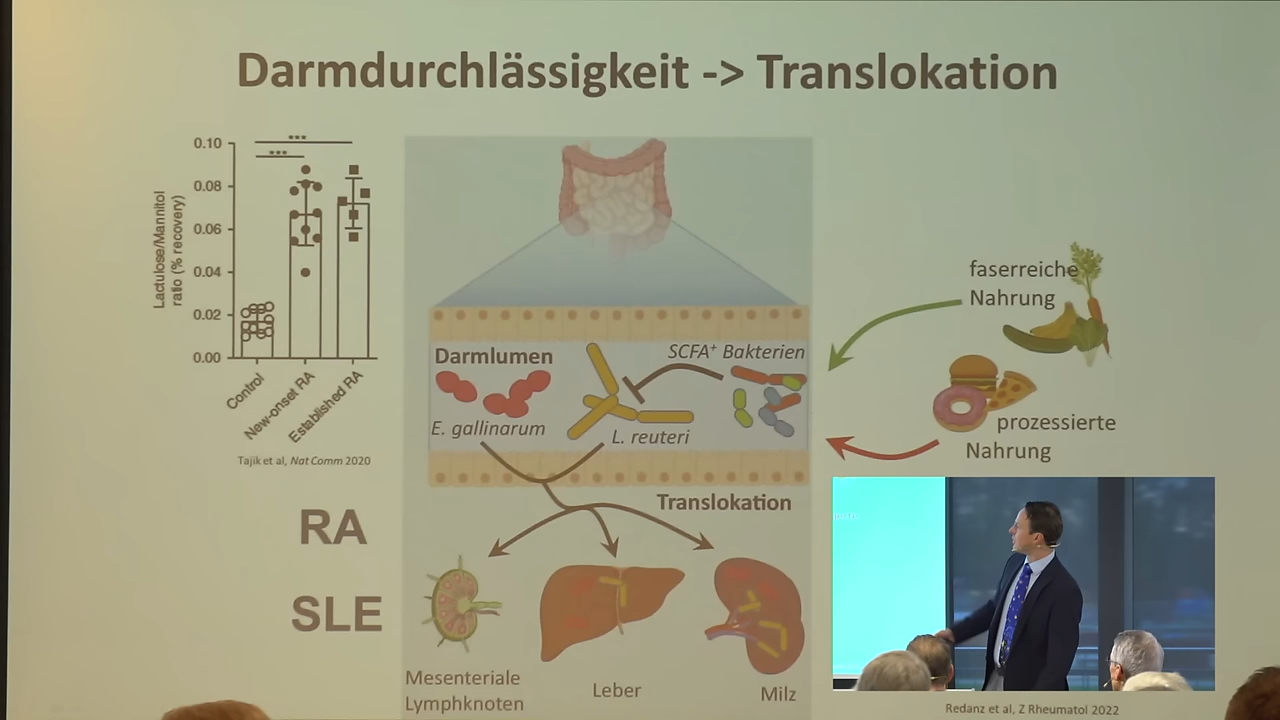 Darmdurchlässigkeit -> Translokation
***
***
0.10
0.08
0.06
0.04
0.02
0.00
Lactulose/Mannitol
ratio (% recovery)
Control
New-onset RA
Established RA
Tajik et al, Nat Comm 2020
RA
SLE
Darmlumen
SCFA⁺ Bakterien
E. gallinarum
L. reuteri
Translokation
Mesenteriale
Lymphknoten
Leber
Milz
faserreiche
Nahrung
prozessierte
Nahrung
Redanz et al, Z Rheumatol 2022